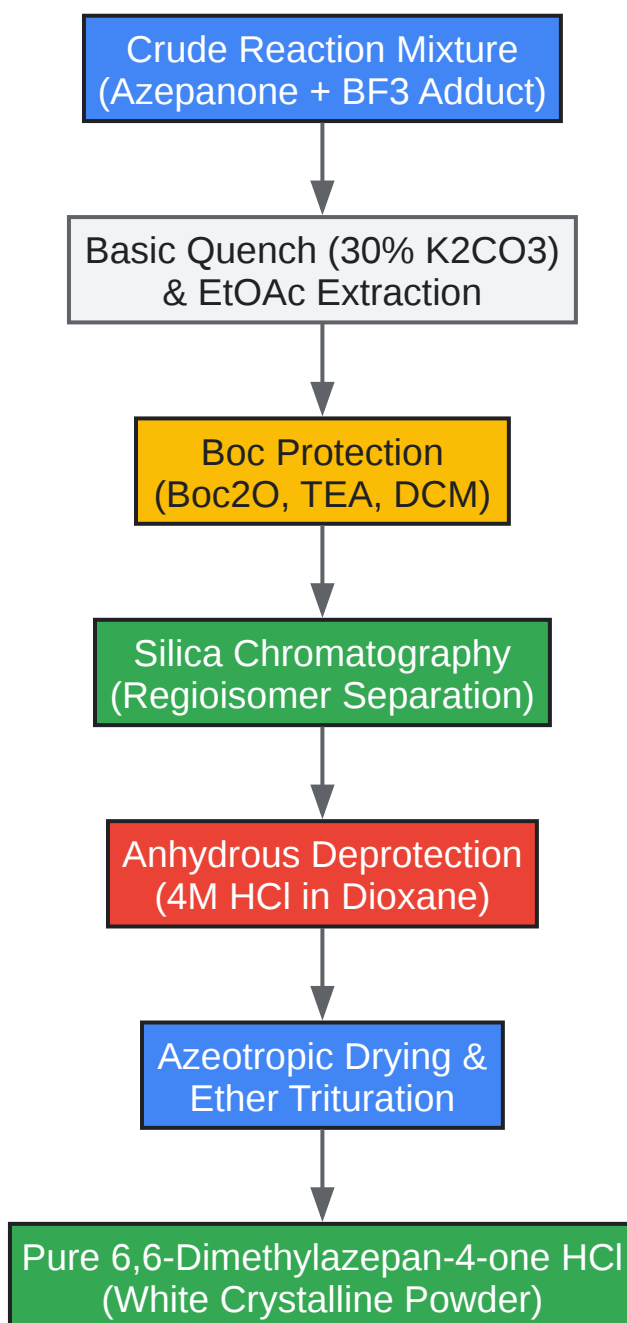 Crude Reaction Mixture
(Azepanone + BF3 Adduct)
Basic Quench (30% K2CO3)
& EtOAc Extraction
Boc Protection
(Boc2O, TEA, DCM)
Silica Chromatography
(Regioisomer Separation)
Anhydrous Deprotection
(4M HCl in Dioxane)
Azeotropic Drying &
Ether Trituration
Pure 6,6-Dimethylazepan-4-one HCl
(White Crystalline Powder)